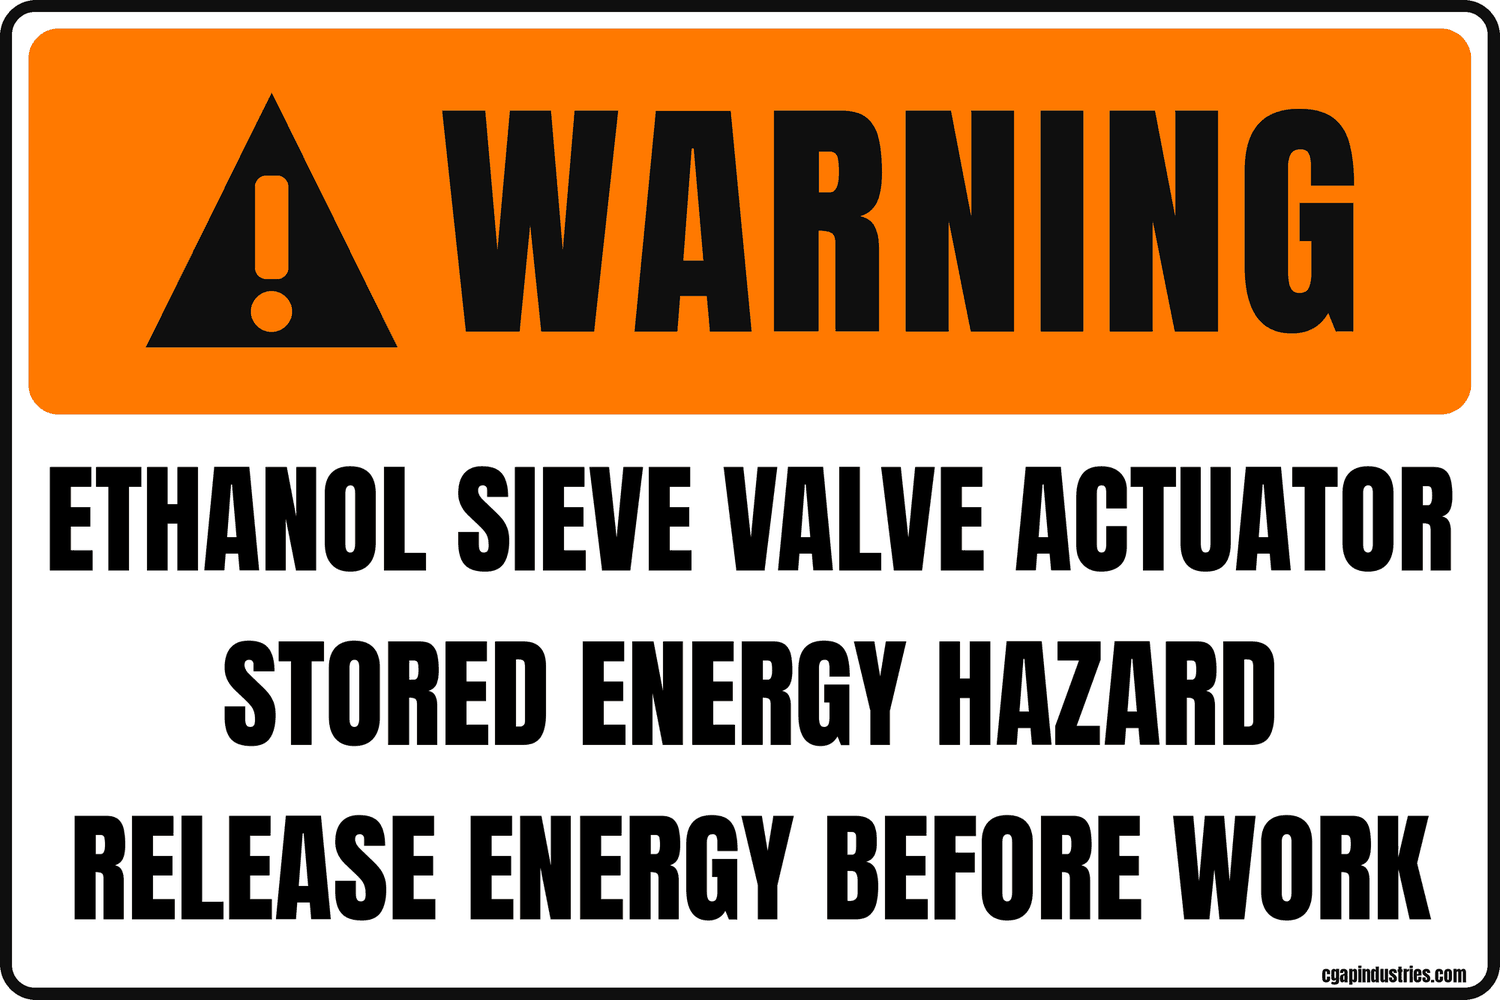 WARNING
ETHANOL SIEVE VALVE ACTUATOR
STORED ENERGY HAZARD
RELEASE ENERGY BEFORE WORK
cgapindustries.com